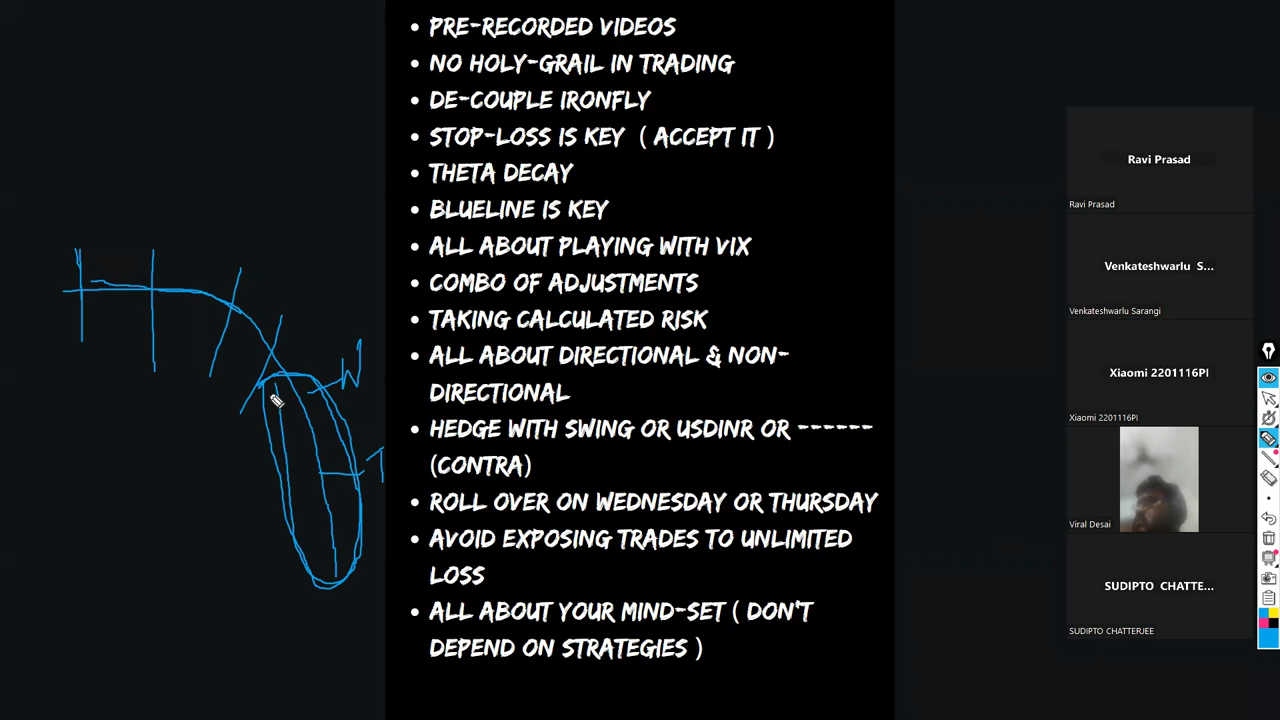 • PRE-RECORDED VIDEOS
• NO HOLY-GRAIL IN TRADING
• DE-COUPLE IRONFLY
• STOP-LOSS IS KEY ( ACCEPT IT )
• THETA DECAY
• BLUELINE IS KEY
• ALL ABOUT PLAYING WITH VIX
• COMBO OF ADJUSTMENTS
• TAKING CALCULATED RISK
• ALL ABOUT DIRECTIONAL & NON-
DIRECTIONAL
• HEDGE WITH SWING OR USDINR OR ------
(CONTRA)
• ROLL OVER ON WEDNESDAY OR THURSDAY
• AVOID EXPOSING TRADES TO UNLIMITED
LOSS
• ALL ABOUT YOUR MIND-SET ( DON'T
DEPEND ON STRATEGIES )
W
T
Ravi Prasad
Ravi Prasad
Venkateshwarlu S...
Venkateshwarlu Sarangi
Xiaomi 2201116PI
Xiaomi 2201116PI
Viral Desai
SUDIPTO CHATTE...
SUDIPTO CHATTERJEE